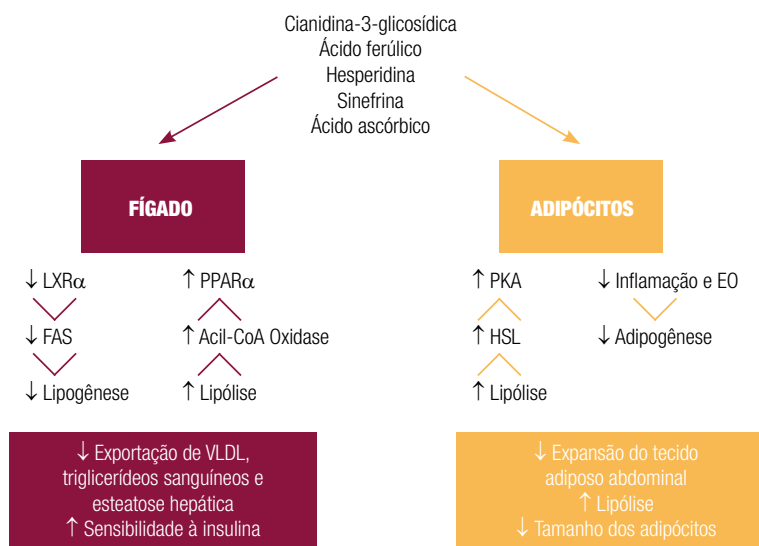 Cianidina-3-glicosídica
Ácido ferúlico
Hesperidina
Sinefrina
Ácido ascórbico
FÍGADO
ADIPÓCITOS
↓ LXRα
↑ PPARα
↑ PKA
↓ Inflamação e EO
↓ FAS
↑ Acil-CoA Oxidase
↑ HSL
↓ Adipogênese
↓ Lipogênese
↑ Lipólise
↑ Lipólise
↓ Exportação de VLDL,
triglicerídeos sanguíneos e
esteatose hepática
↑ Sensibilidade à insulina
↓ Expansão do tecido
adiposo abdominal
↑ Lipólise
↓ Tamanho dos adipócitos